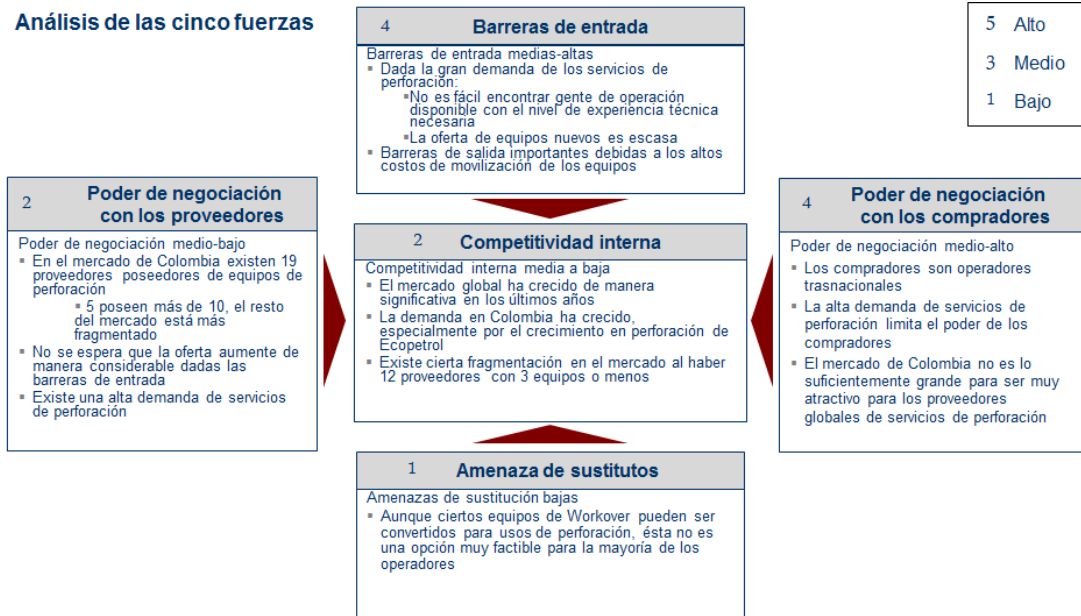 Análisis de las cinco fuerzas
5 Alto
3 Medio
1 Bajo
4 Barreras de entrada
Barreras de entrada medias-altas
▪ Dada la gran demanda de los servicios de
perforación:
▪No es fácil encontrar gente de operación
disponible con el nivel de experiencia técnica
necesaria
▪La oferta de equipos nuevos es escasa
▪ Barreras de salida importantes debidas a los altos
costos de movilización de los equipos
2 Poder de negociación
con los proveedores
Poder de negociación medio-bajo
▪ En el mercado de Colombia existen 19
proveedores poseedores de equipos de
perforación
▪ 5 poseen más de 10, el resto
del mercado está más
fragmentado
▪ No se espera que la oferta aumente de
manera considerable dadas las
barreras de entrada
▪ Existe una alta demanda de servicios
de perforación
2 Competitividad interna
Competitividad interna media a baja
▪ El mercado global ha crecido de manera
significativa en los últimos años
▪ La demanda en Colombia ha crecido,
especialmente por el crecimiento en perforación de
Ecopetrol
▪ Existe cierta fragmentación en el mercado al haber
12 proveedores con 3 equipos o menos
4 Poder de negociación
con los compradores
Poder de negociación medio-alto
▪ Los compradores son operadores
trasnacionales
▪ La alta demanda de servicios de
perforación limita el poder de los
compradores
▪ El mercado de Colombia no es lo
suficientemente grande para ser muy
atractivo para los proveedores
globales de servicios de perforación
1 Amenaza de sustitutos
Amenazas de sustitución bajas
▪ Aunque ciertos equipos de Workover pueden ser
convertidos para usos de perforación, ésta no es
una opción muy factible para la mayoría de los
operadores